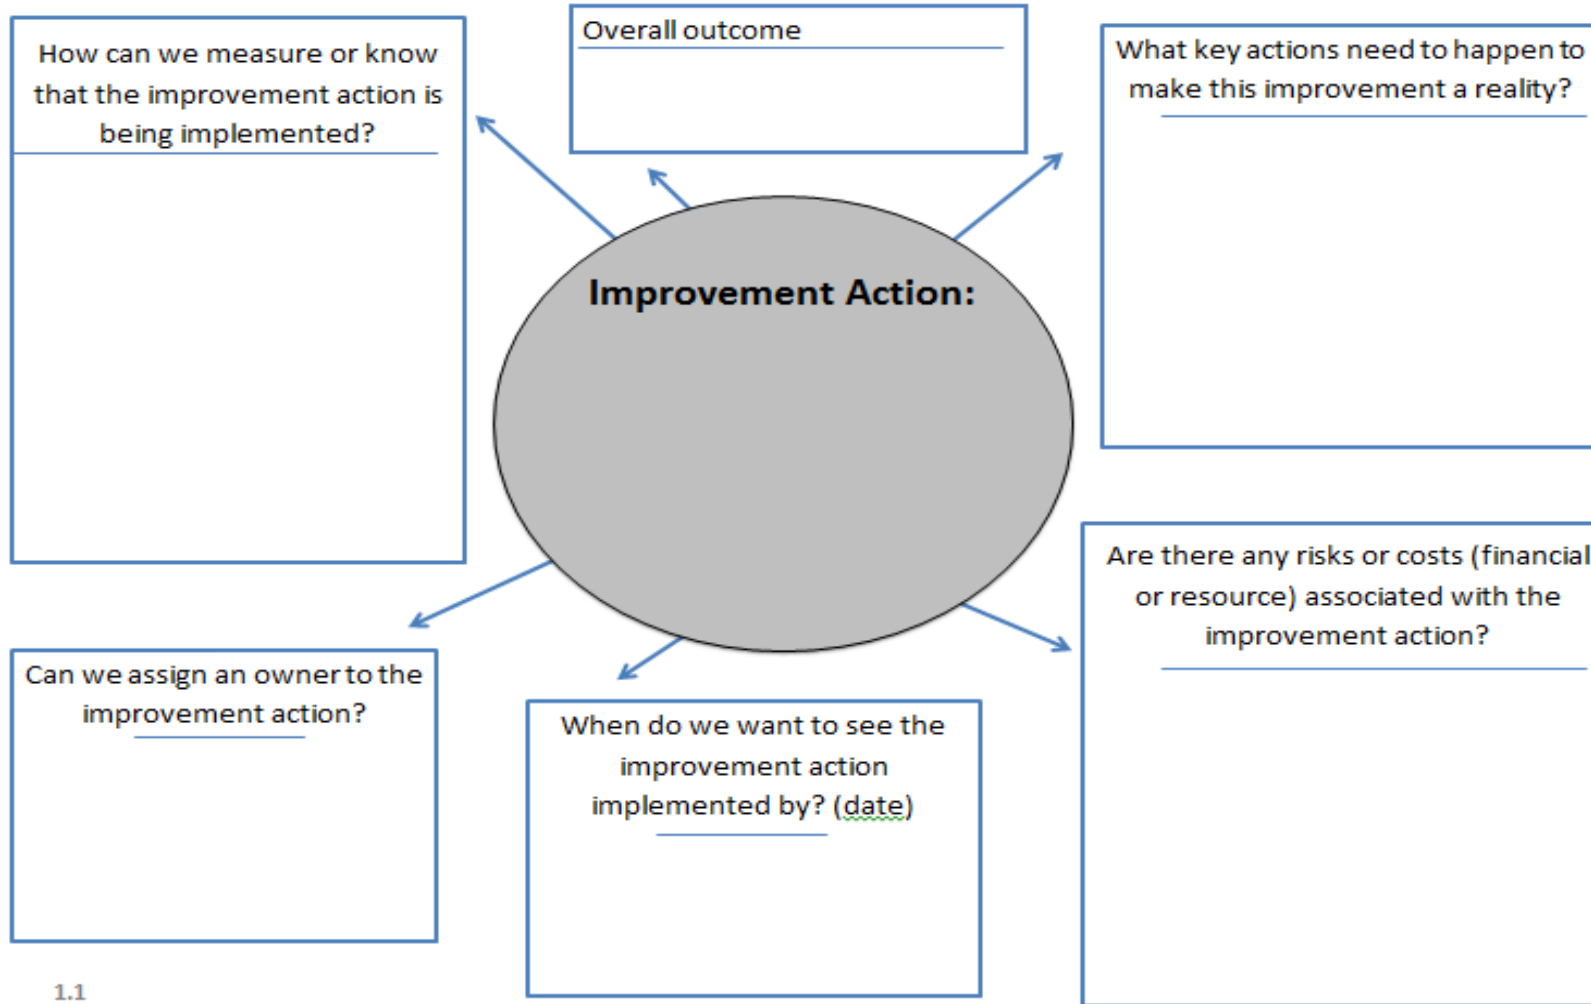 How can we measure or know
that the improvement action is
being implemented?
Overall outcome
What key actions need to happen to
make this improvement a reality?
Improvement Action:
Are there any risks or costs (financial
or resource) associated with the
improvement action?
Can we assign an owner to the
improvement action?
When do we want to see the
improvement action
implemented by? (date)
1.1